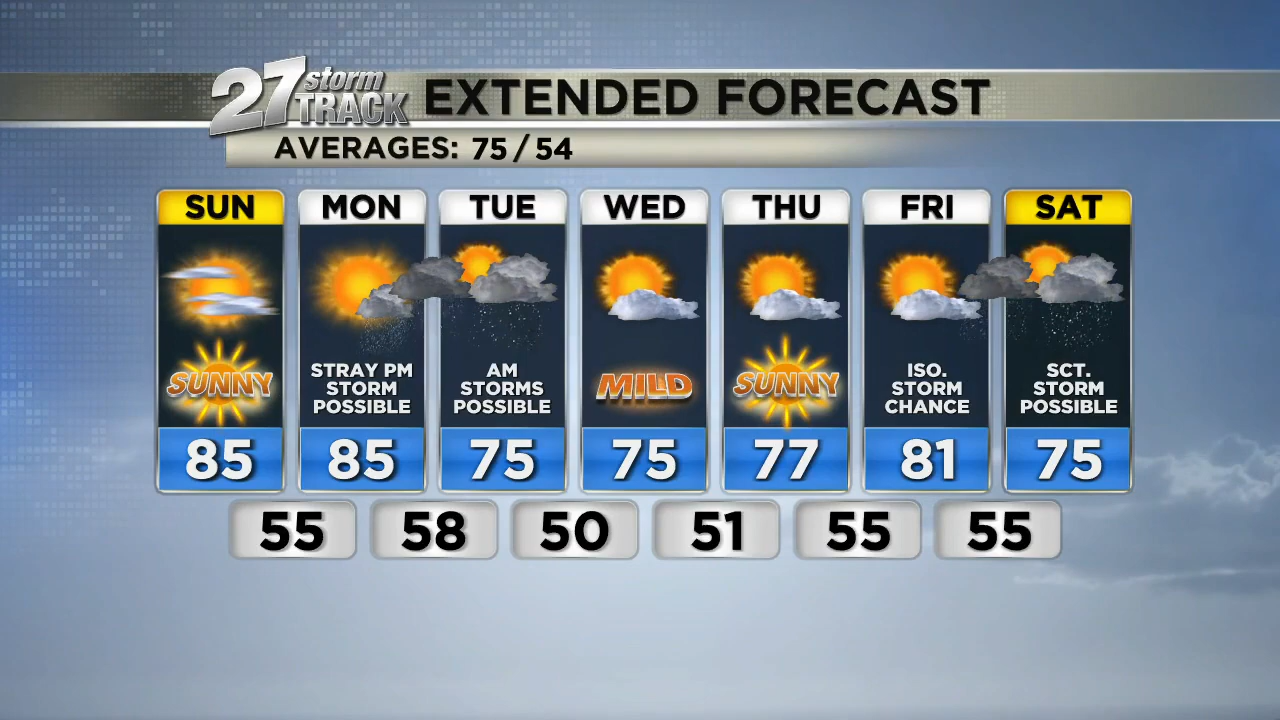 27 storm TRACK EXTENDED FORECAST
AVERAGES: 75 / 54
SUN MON TUE WED THU FRI SAT
SUNNY
STRAY PM
STORM
POSSIBLE
AM
STORMS
POSSIBLE
MILD
SUNNY
ISO.
STORM
CHANCE
SCT.
STORM
POSSIBLE
85 85 75 75 77 81 75
55 58 50 51 55 55